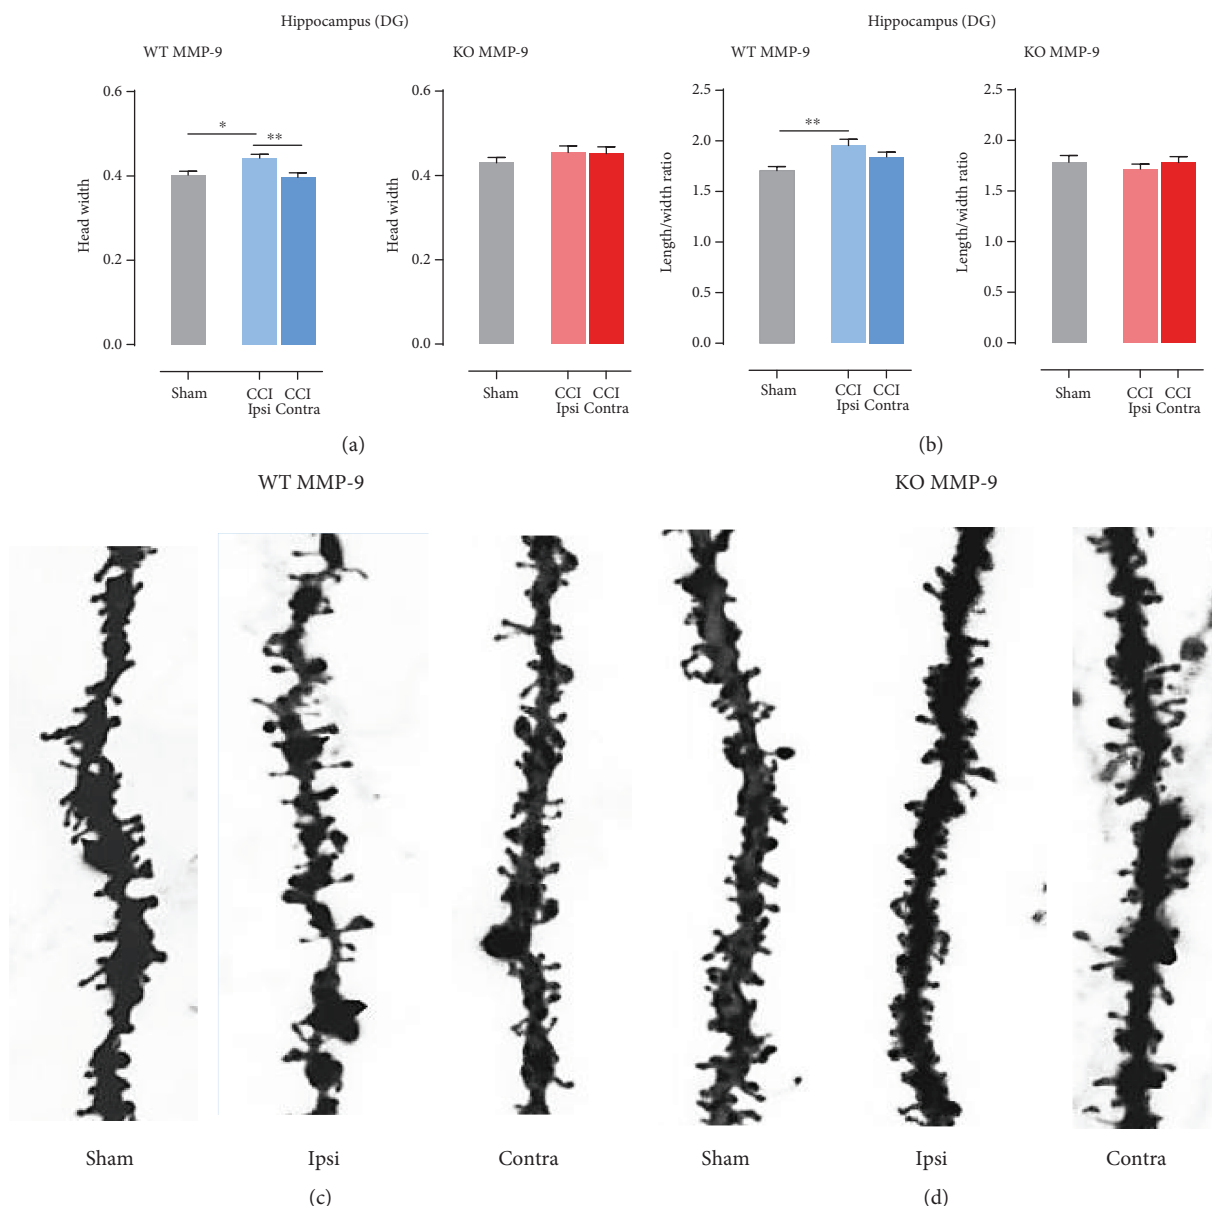 Hippocampus (DG)
WT MMP-9
KO MMP-9
0.6
0.4
0.2
0.0
Head width
*
**
Sham
CCI CCI
Ipsi Contra
0.6
0.4
0.2
0.0
Head width
Sham
CCI CCI
Ipsi Contra
(a)
Hippocampus (DG)
WT MMP-9
KO MMP-9
2.5
2.0
1.5
1.0
0.5
0.0
Length/width ratio
**
Sham
CCI CCI
Ipsi Contra
2.5
2.0
1.5
1.0
0.5
0.0
Length/width ratio
Sham
CCI CCI
Ipsi Contra
(b)
WT MMP-9
Sham
Ipsi
Contra
(c)
KO MMP-9
Sham
Ipsi
Contra
(d)